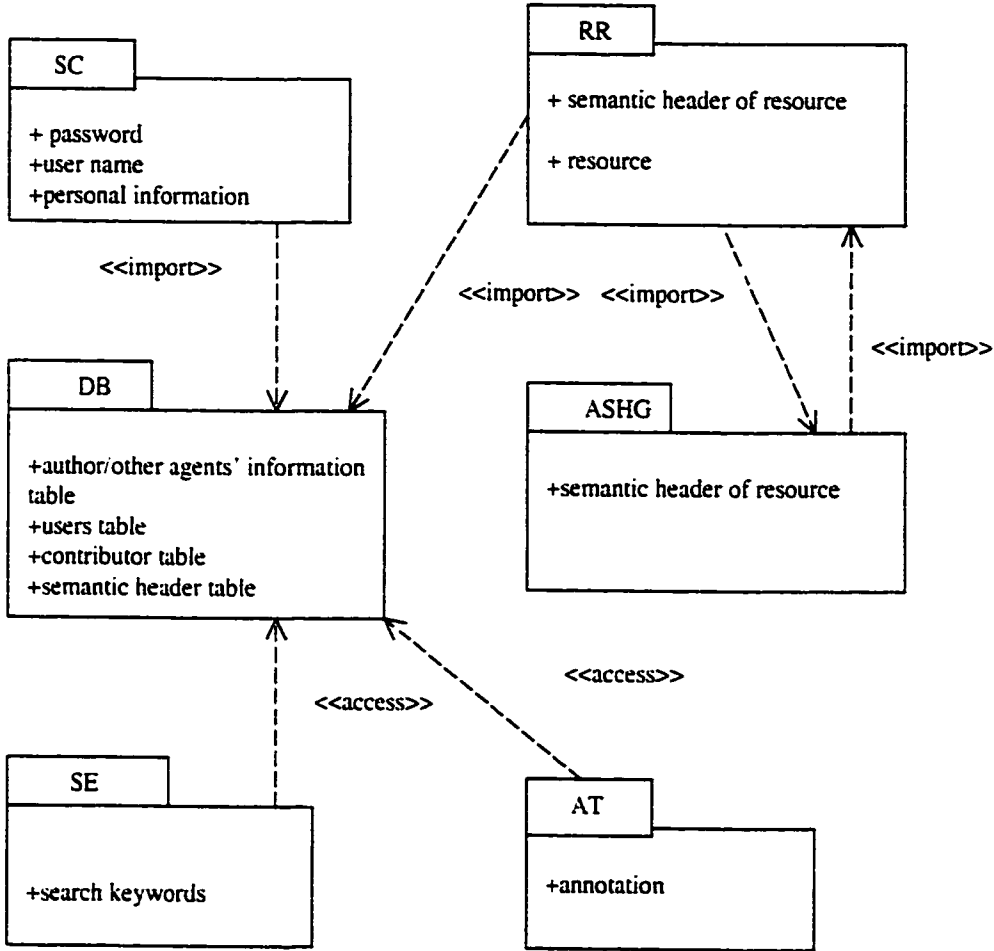 SC
+ password
+user name
+personal information
RR
+ semantic header of resource
+ resource
<<import>>
<<import>> <<import>>
<<import>>
DB
+author/other agents' information
table
+users table
+contributor table
+semantic header table
ASHG
+semantic header of resource
<<access>>
<<access>>
SE
+search keywords
AT
+annotation